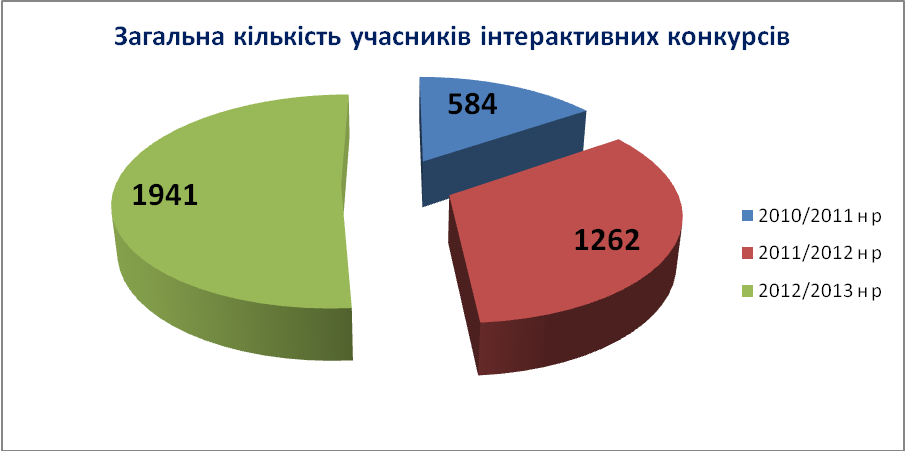 Загальна кількість учасників інтерактивних конкурсів
584
1941
1262
2010/2011 н р
2011/2012 н р
2012/2013 н р